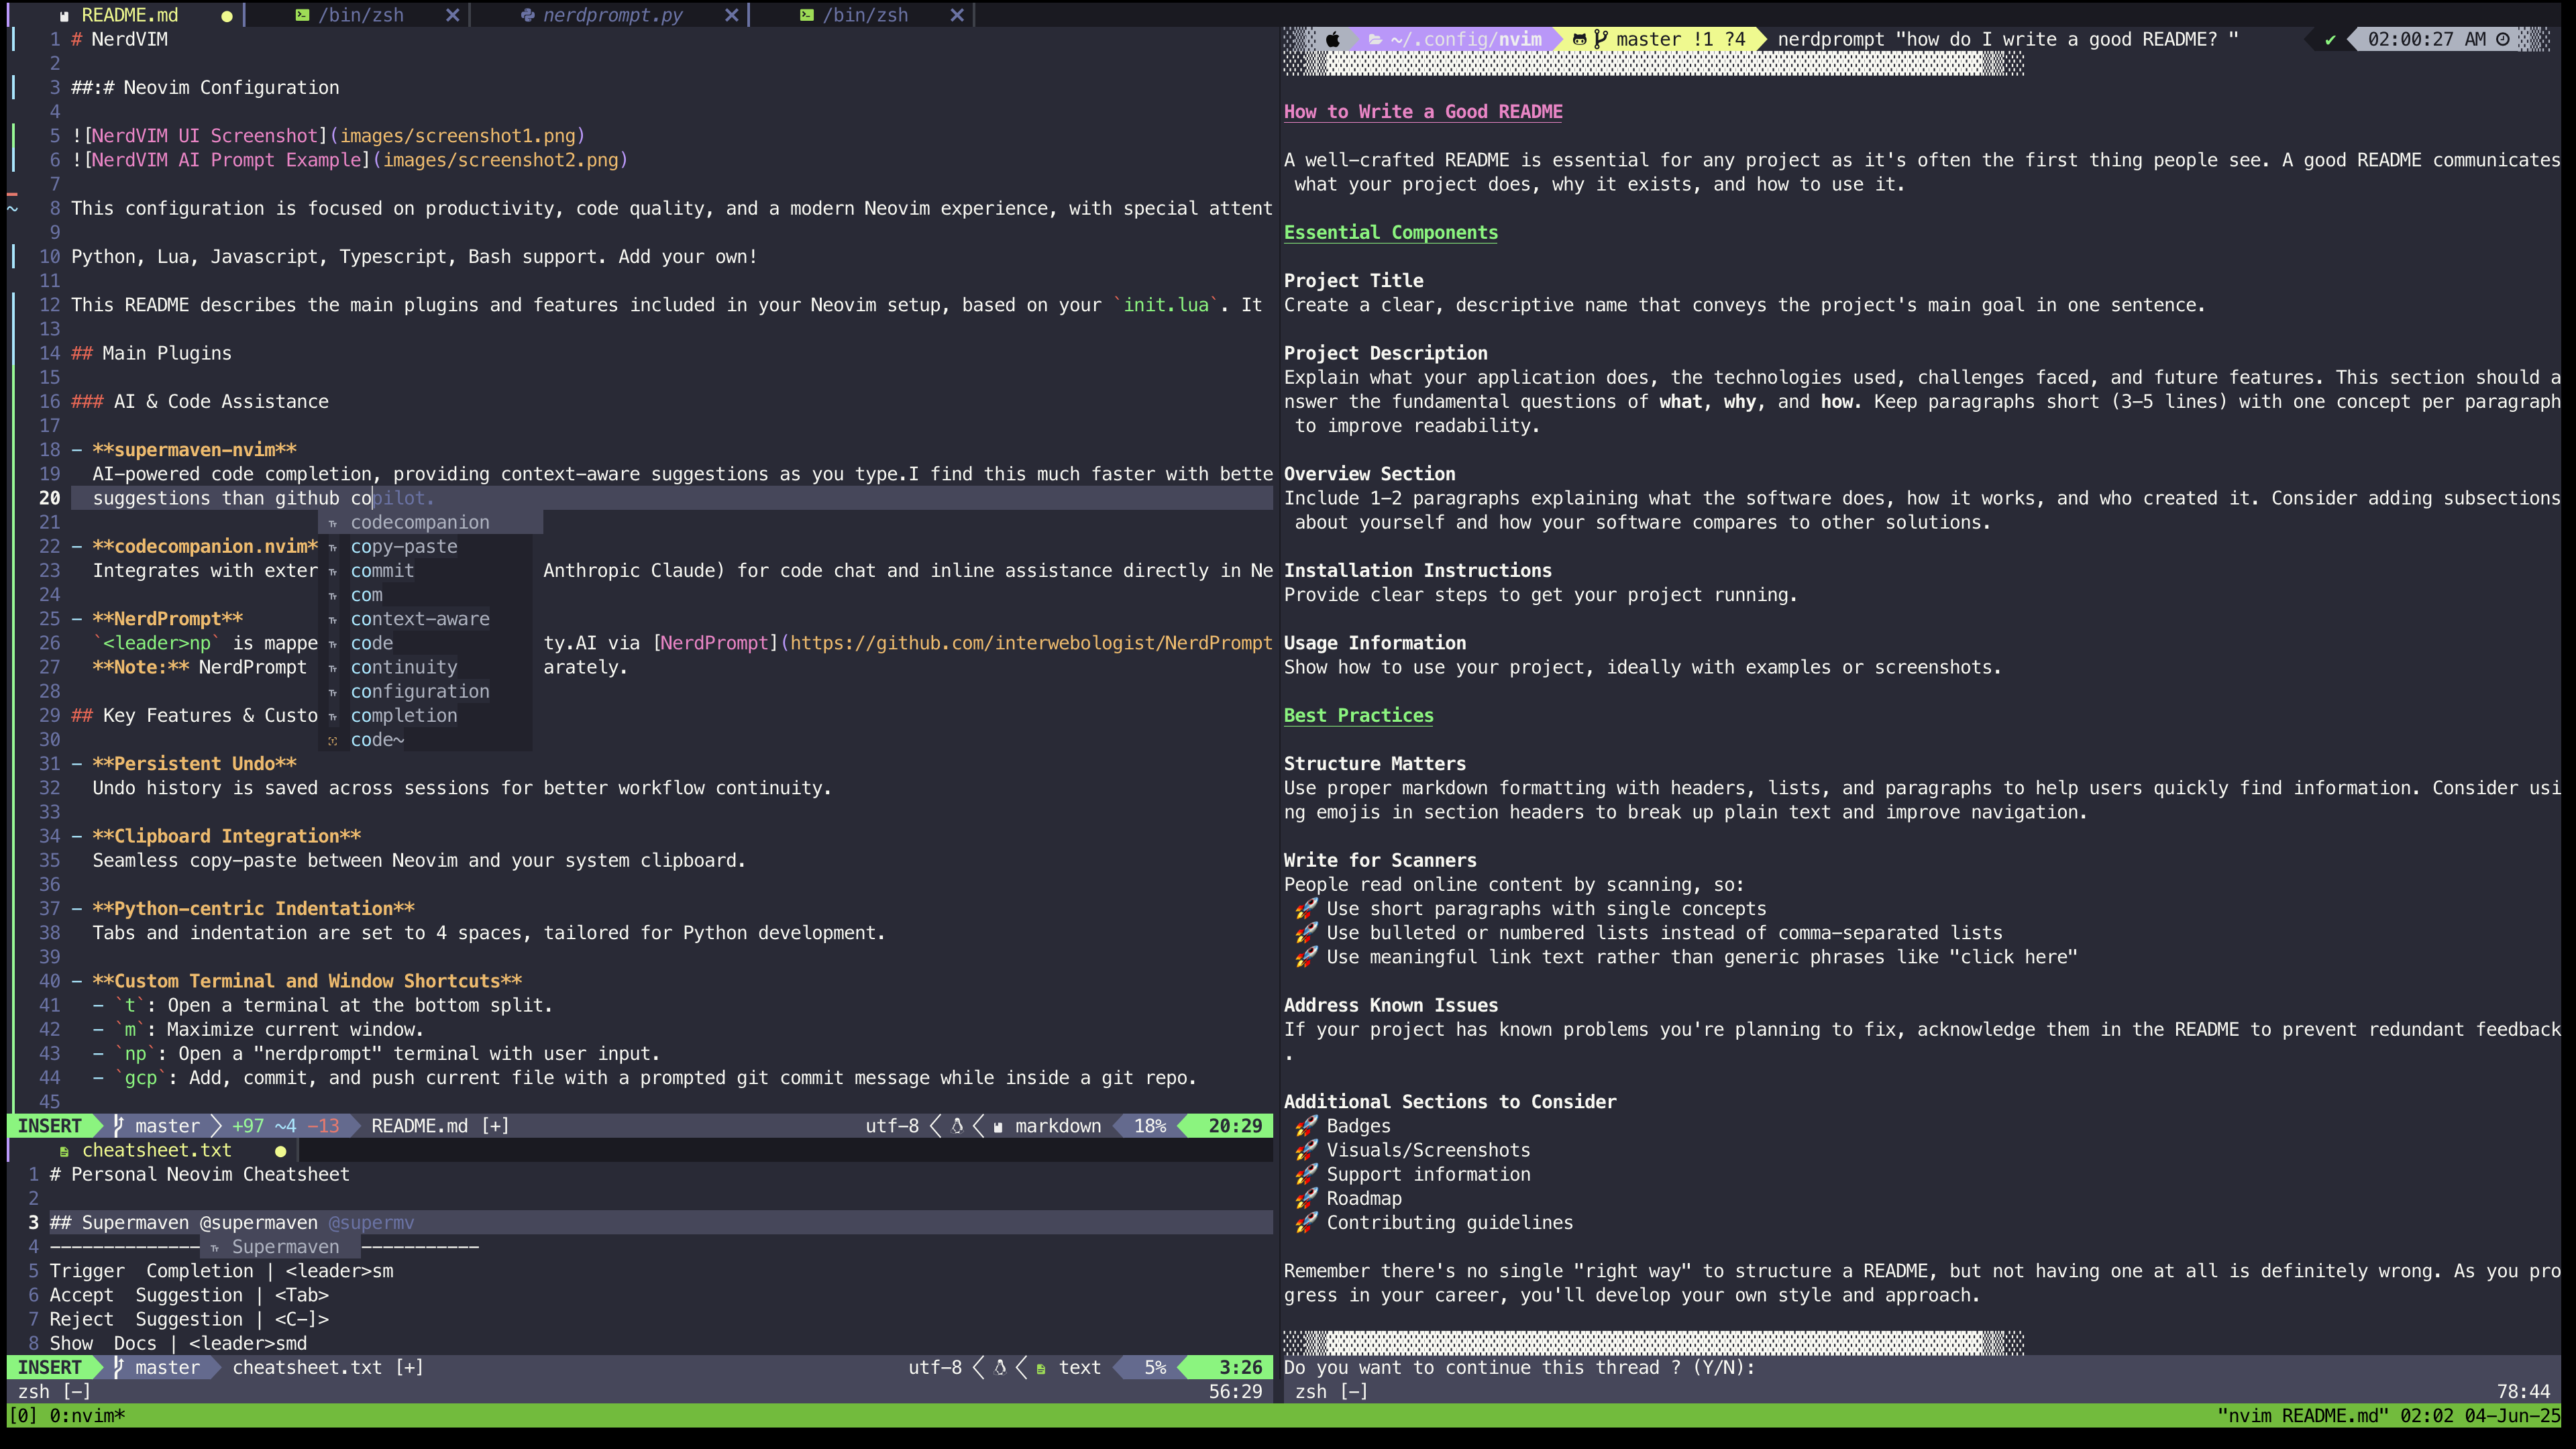 README.md ● /bin/zsh ✕ nerdprompt.py ✕ /bin/zsh ✕
1 # NerdVIM
2
3 ##:# Neovim Configuration
4
5 ![NerdVIM UI Screenshot](images/screenshot1.png)
6 ![NerdVIM AI Prompt Example](images/screenshot2.png)
7
~ 8 This configuration is focused on productivity, code quality, and a modern Neovim experience, with special attent
9
10 Python, Lua, Javascript, Typescript, Bash support. Add your own!
11
12 This README describes the main plugins and features included in your Neovim setup, based on your `init.lua`. It
13
14 ## Main Plugins
15
16 ### AI & Code Assistance
17
18 - **supermaven-nvim**
19 AI-powered code completion, providing context-aware suggestions as you type.I find this much faster with bette
20 suggestions than github copilot.
21 codecompanion
22 - **codecompanion.nvim* copy-paste
23 Integrates with exter commit Anthropic Claude) for code chat and inline assistance directly in Ne
24 com
25 - **NerdPrompt** context-aware
26 `<leader>np` is mappe code ty.AI via [NerdPrompt](https://github.com/interwebologist/NerdPrompt
27 **Note:** NerdPrompt continuity arately.
28 configuration
29 ## Key Features & Custo completion
30 code~
31 - **Persistent Undo**
32 Undo history is saved across sessions for better workflow continuity.
33
34 - **Clipboard Integration**
35 Seamless copy-paste between Neovim and your system clipboard.
36
37 - **Python-centric Indentation**
38 Tabs and indentation are set to 4 spaces, tailored for Python development.
39
40 - **Custom Terminal and Window Shortcuts**
41 - `t`: Open a terminal at the bottom split.
42 - `m`: Maximize current window.
43 - `np`: Open a "nerdprompt" terminal with user input.
44 - `gcp`: Add, commit, and push current file with a prompted git commit message while inside a git repo.
45
INSERT master +97 ~4 -13 README.md [+] utf-8 markdown 18% 20:29
cheatsheet.txt ●
1 # Personal Neovim Cheatsheet
2
3 ## Supermaven @supermaven @supermv
4 -------------- Supermaven -----------
5 Trigger  Completion | <leader>sm
6 Accept  Suggestion | <Tab>
7 Reject  Suggestion | <C-]>
8 Show  Docs | <leader>smd
INSERT master cheatsheet.txt [+] utf-8 text 5% 3:26
zsh [-] 56:29
~/.config/nvim master !1 ?4 nerdprompt "how do I write a good README? " ✔ 02:00:27 AM
How to Write a Good README
A well-crafted README is essential for any project as it's often the first thing people see. A good README communicates
what your project does, why it exists, and how to use it.
Essential Components
Project Title
Create a clear, descriptive name that conveys the project's main goal in one sentence.
Project Description
Explain what your application does, the technologies used, challenges faced, and future features. This section should a
nswer the fundamental questions of what, why, and how. Keep paragraphs short (3-5 lines) with one concept per paragraph
to improve readability.
Overview Section
Include 1-2 paragraphs explaining what the software does, how it works, and who created it. Consider adding subsections
about yourself and how your software compares to other solutions.
Installation Instructions
Provide clear steps to get your project running.
Usage Information
Show how to use your project, ideally with examples or screenshots.
Best Practices
Structure Matters
Use proper markdown formatting with headers, lists, and paragraphs to help users quickly find information. Consider usi
ng emojis in section headers to break up plain text and improve navigation.
Write for Scanners
People read online content by scanning, so:
🚀 Use short paragraphs with single concepts
🚀 Use bulleted or numbered lists instead of comma-separated lists
🚀 Use meaningful link text rather than generic phrases like "click here"
Address Known Issues
If your project has known problems you're planning to fix, acknowledge them in the README to prevent redundant feedback
.
Additional Sections to Consider
🚀 Badges
🚀 Visuals/Screenshots
🚀 Support information
🚀 Roadmap
🚀 Contributing guidelines
Remember there's no single "right way" to structure a README, but not having one at all is definitely wrong. As you pro
gress in your career, you'll develop your own style and approach.
Do you want to continue this thread ? (Y/N):
zsh [-] 78:44
[0] 0:nvim* "nvim README.md" 02:02 04-Jun-25